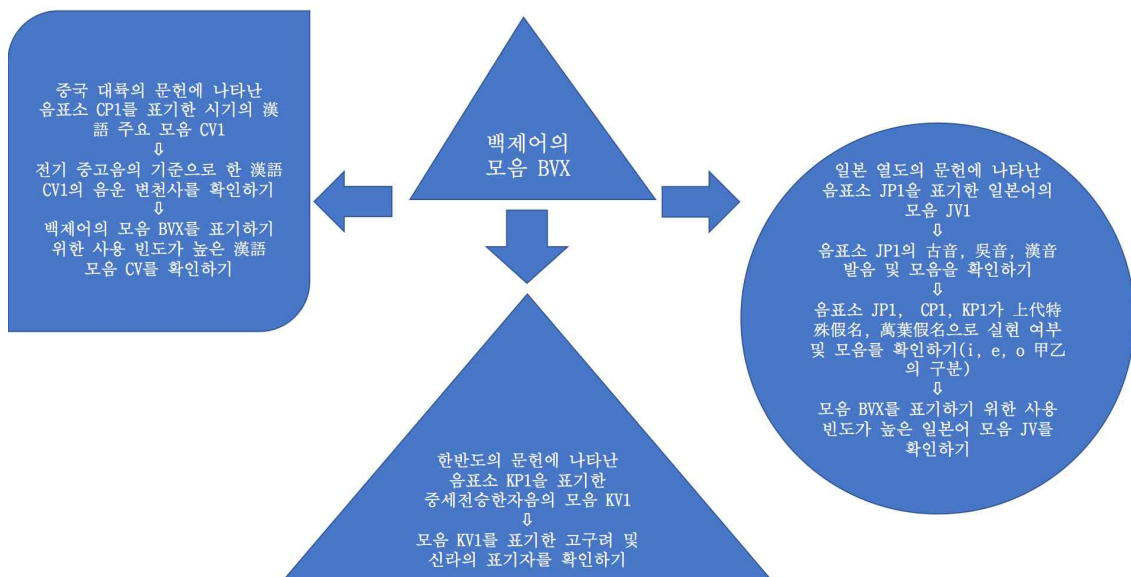 중국 대륙의 문헌에 나타난
음표소 CP1를 표기한 시기의 漢
語 주요 모음 CV1
⇩
전기 중고음의 기준으로 한 漢語
CV1의 음운 변천사를 확인하기
⇩
백제어의 모음 BVX를 표기하기
위한 사용 빈도가 높은 漢語
모음 CV를 확인하기
백제어의
모음 BVX
일본 열도의 문헌에 나타난
음표소 JP1을 표기한 일본어의
모음 JV1
⇩
음표소 JP1의 古音, 吳音, 漢音
발음 및 모음을 확인하기
⇩
음표소 JP1, CP1, KP1가 上代特
殊假名, 萬葉假名으로 실현 여부
및 모음를 확인하기(i, e, o 甲乙
의 구분)
⇩
모음 BVX를 표기하기 위한 사용
빈도가 높은 일본어 모음 JV를
확인하기
한반도의 문헌에 나타난
음표소 KP1을 표기한
중세전승한자음의 모음 KV1
⇩
모음 KV1를 표기한 고구려 및
신라의 표기자를 확인하기